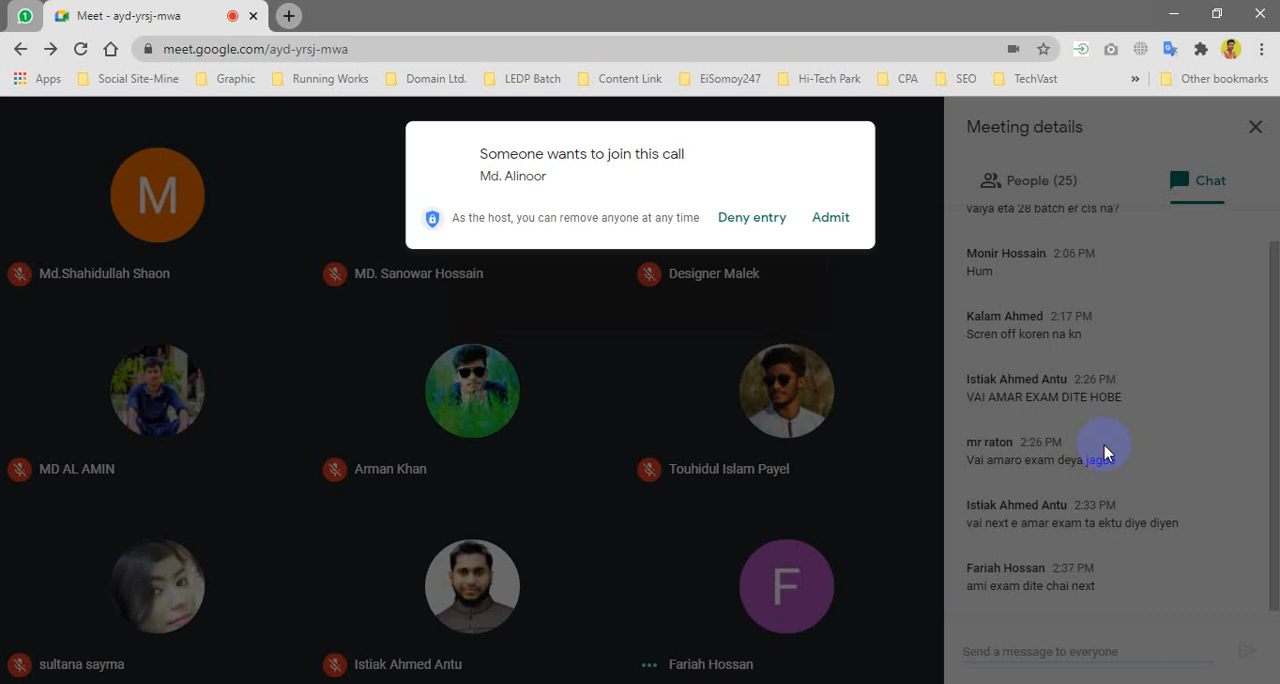 1
Meet - ayd-yrsj-mwa
meet.google.com/ayd-yrsj-mwa
Apps
Social Site-Mine
Graphic
Running Works
Domain Ltd.
LEDP Batch
Content Link
EiSomoy247
Hi-Tech Park
CPA
SEO
TechVast
»
Other bookmarks
Someone wants to join this call
Md. Alinoor
As the host, you can remove anyone at any time
Deny entry
Admit
M
Md.Shahidullah Shaon
MD. Sanowar Hossain
Designer Malek
MD AL AMIN
Arman Khan
Touhidul Islam Payel
sultana sayma
Istiak Ahmed Antu
F
Fariah Hossan
Meeting details
People (25)
Chat
vaiya eta 28 batch er cls na?
Monir Hossain 2:06 PM
Hum
Kalam Ahmed 2:17 PM
Scren off koren na kn
Istiak Ahmed Antu 2:26 PM
VAI AMAR EXAM DITE HOBE
mr raton 2:26 PM
Vai amaro exam deya
Istiak Ahmed Antu 2:33 PM
vai next e amar exam ta ektu diye diyen
Fariah Hossan 2:37 PM
ami exam dite chai next
Send a message to everyone